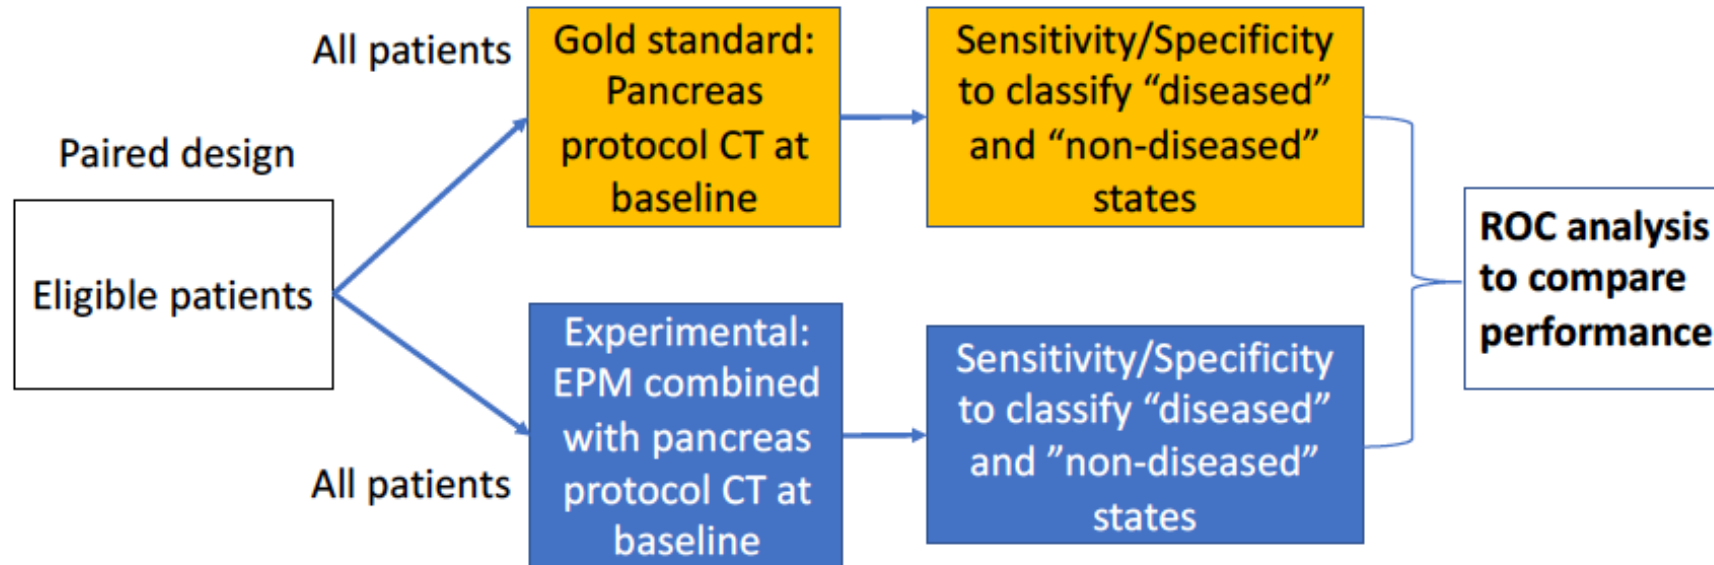 Paired design
Eligible patients
All patients
Gold standard:
Pancreas
protocol CT at
baseline
Sensitivity/Specificity
to classify “diseased”
and “non-diseased”
states
All patients
Experimental:
EPM combined
with pancreas
protocol CT at
baseline
Sensitivity/Specificity
to classify “diseased”
and ”non-diseased”
states
ROC analysis
to compare
performance